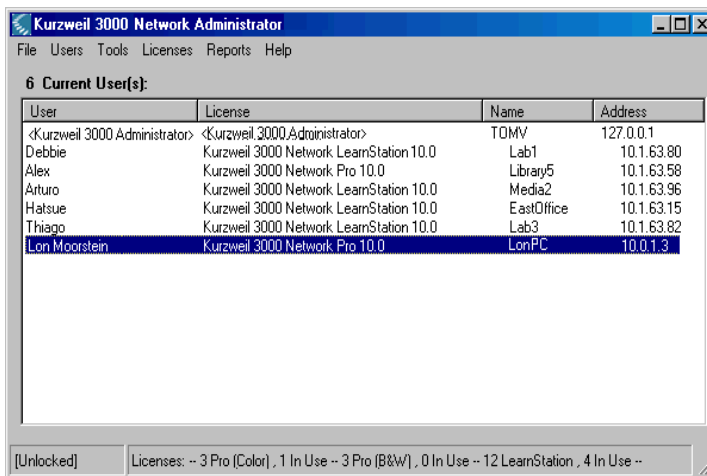 Kurzweil 3000 Network Administrator
File Users Tools Licenses Reports Help
6 Current User(s):
User License Name Address
<Kurzweil 3000 Administrator> <Kurzweil 3000 Administrator> TOMV 127.0.0.1
Debbie Kurzweil 3000 Network LearnStation 10.0 Lab1 10.1.63.80
Alex Kurzweil 3000 Network Pro 10.0 Library5 10.1.63.58
Arturo Kurzweil 3000 Network LearnStation 10.0 Media2 10.1.63.96
Hatsue Kurzweil 3000 Network LearnStation 10.0 EastOffice 10.1.63.15
Thiago Kurzweil 3000 Network LearnStation 10.0 Lab3 10.1.63.82
Lon Moorstein Kurzweil 3000 Network Pro 10.0 LonPC 10.0.1.3
[Unlocked] Licenses: -- 3 Pro (Color) , 1 In Use -- 3 Pro (B&W) , 0 In Use -- 12 LearnStation , 4 In Use --